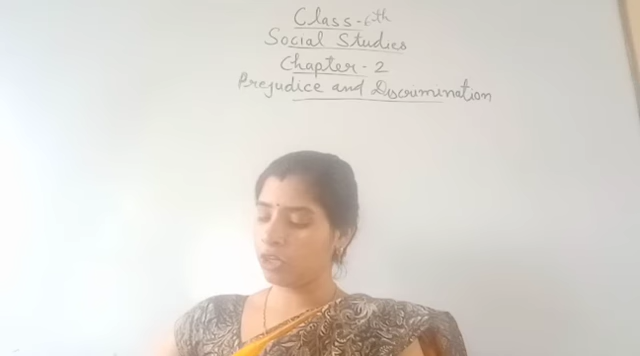 Class-6th
Social Studies
Chapter-2
Prejudice and Discrimination